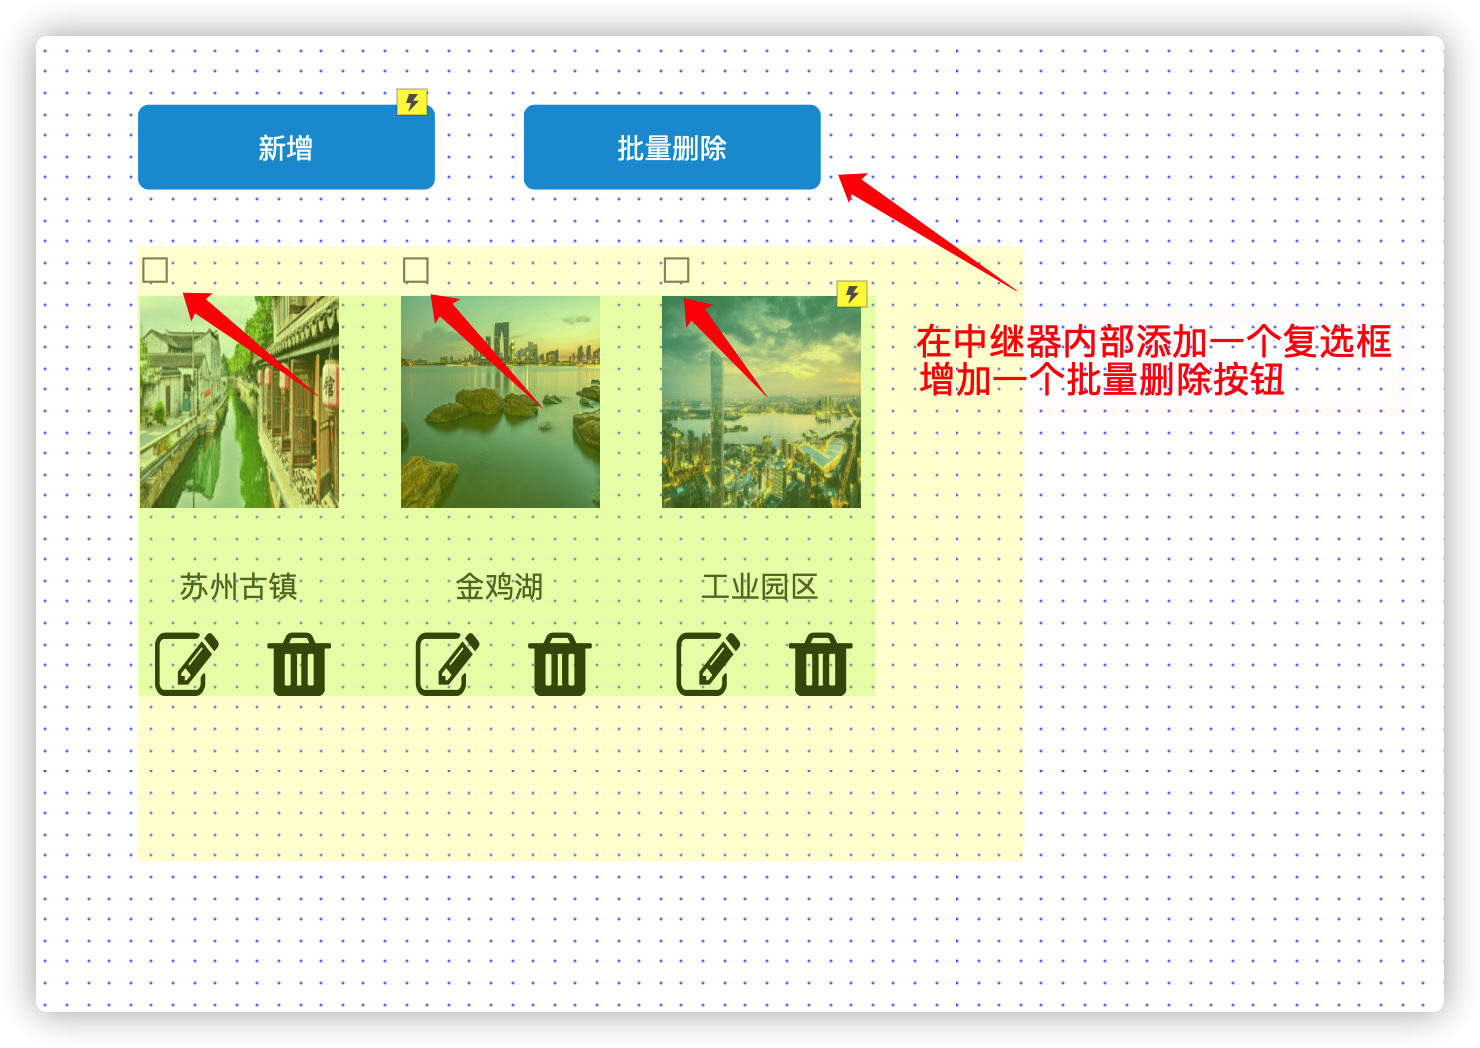 新增
批量删除
在中继器内部添加一个复选框
增加一个批量删除按钮
馆
苏州古镇
金鸡湖
工业园区